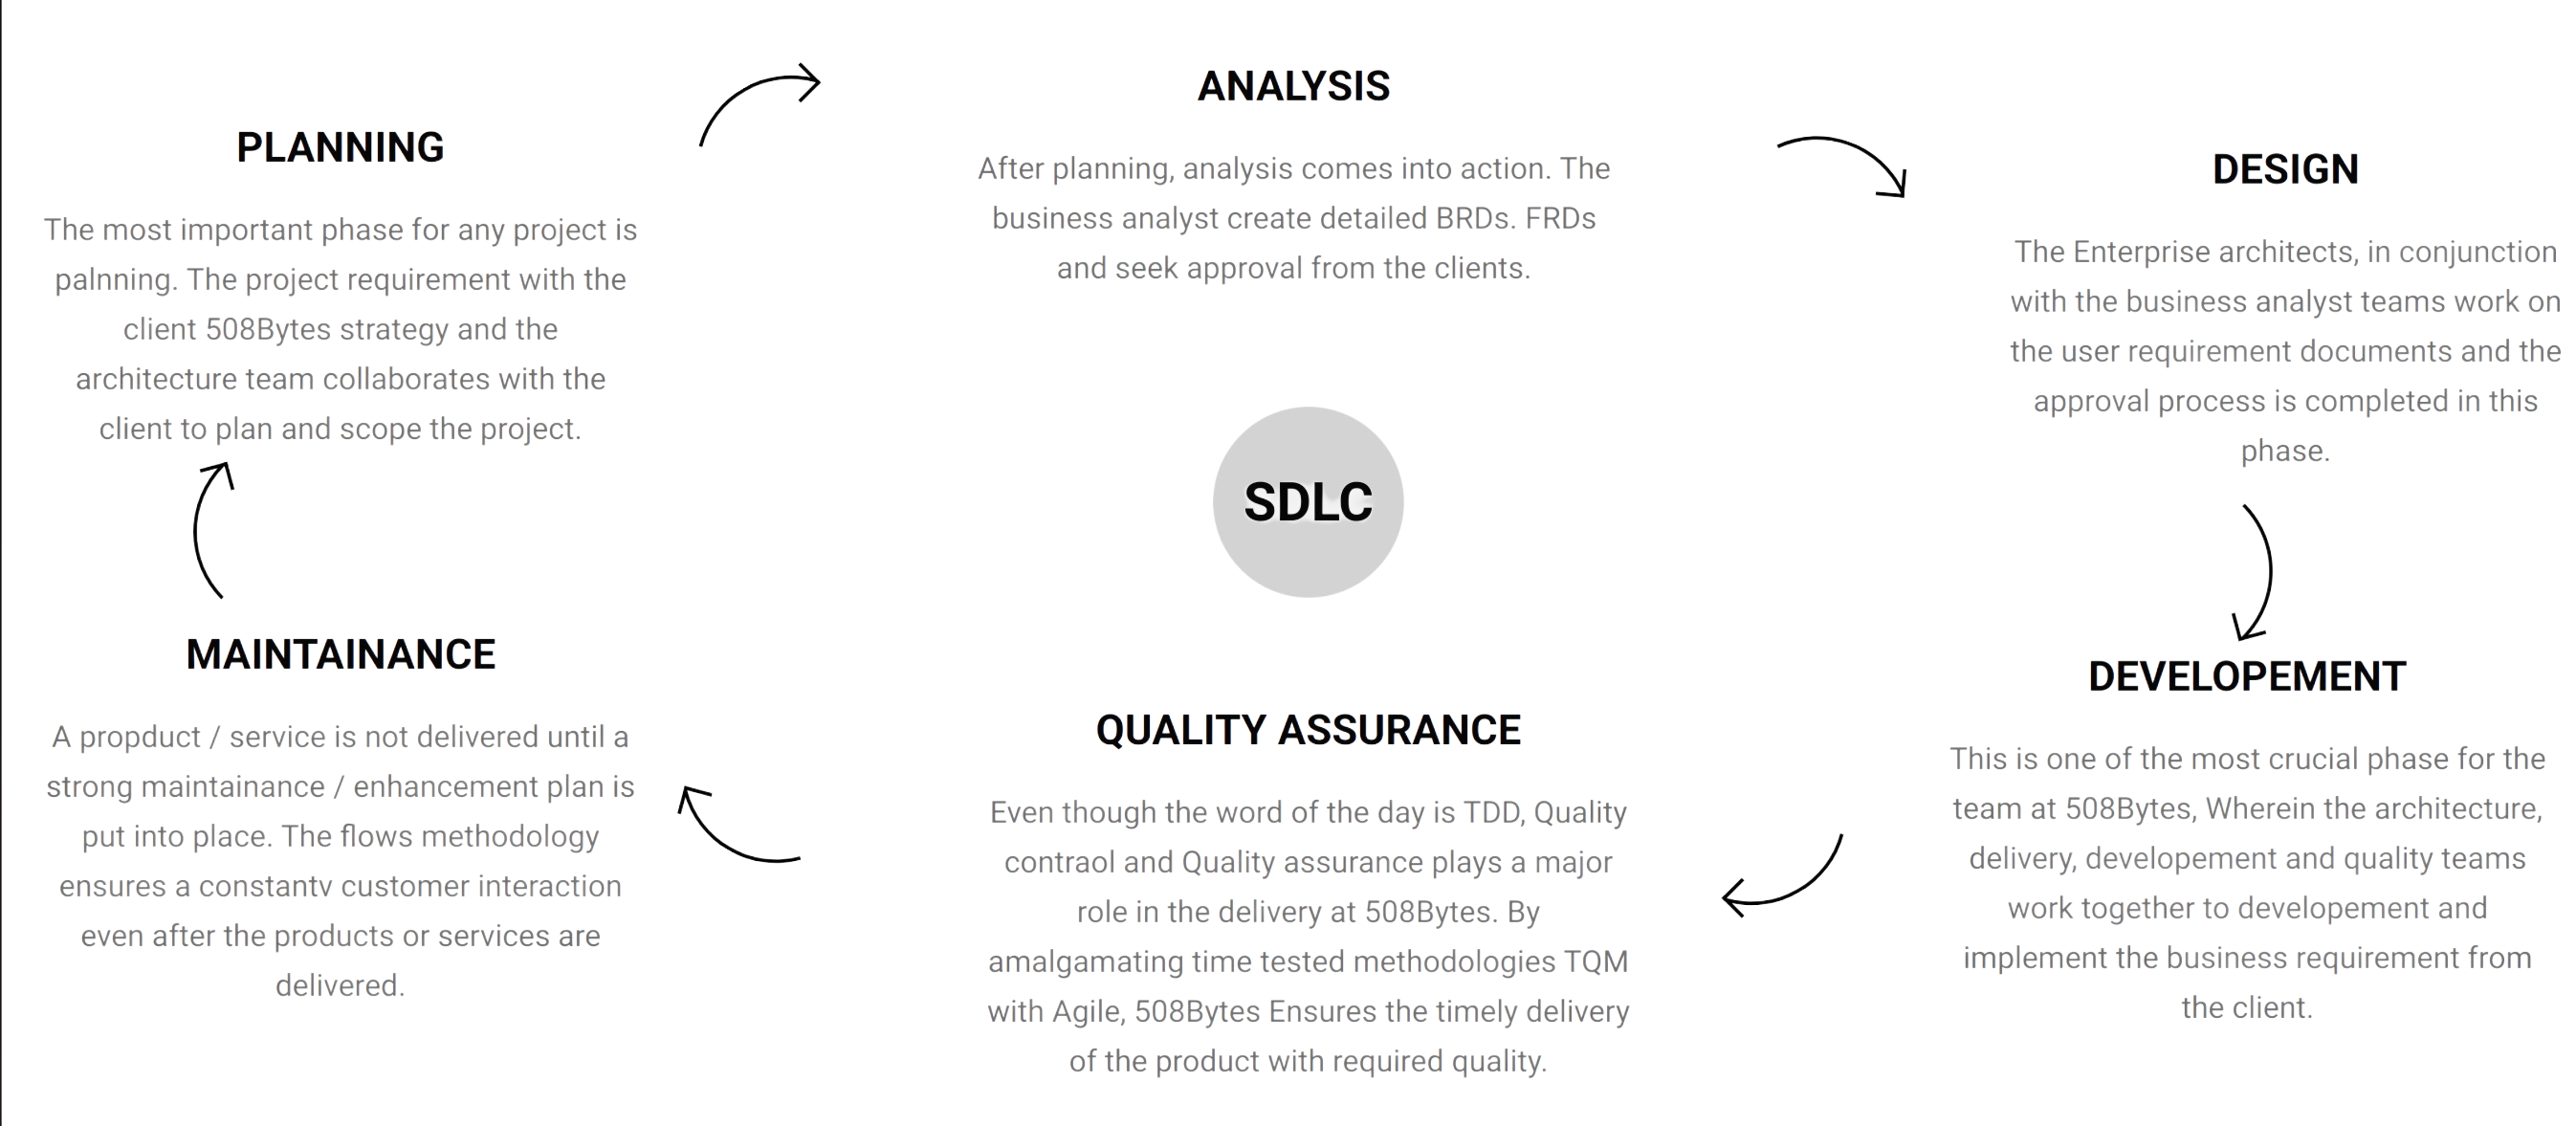 PLANNING
The most important phase for any project is
palnning. The project requirement with the
client 508Bytes strategy and the
architecture team collaborates with the
client to plan and scope the project.
ANALYSIS
After planning, analysis comes into action. The
business analyst create detailed BRDs. FRDs
and seek approval from the clients.
DESIGN
The Enterprise architects, in conjunction
with the business analyst teams work on
the user requirement documents and the
approval process is completed in this
phase.
SDLC
DEVELOPEMENT
This is one of the most crucial phase for the
team at 508Bytes, Wherein the architecture,
delivery, developement and quality teams
work together to developement and
implement the business requirement from
the client.
QUALITY ASSURANCE
Even though the word of the day is TDD, Quality
contraol and Quality assurance plays a major
role in the delivery at 508Bytes. By
amalgamating time tested methodologies TQM
with Agile, 508Bytes Ensures the timely delivery
of the product with required quality.
MAINTAINANCE
A propduct / service is not delivered until a
strong maintainance / enhancement plan is
put into place. The flows methodology
ensures a constantv customer interaction
even after the products or services are
delivered.